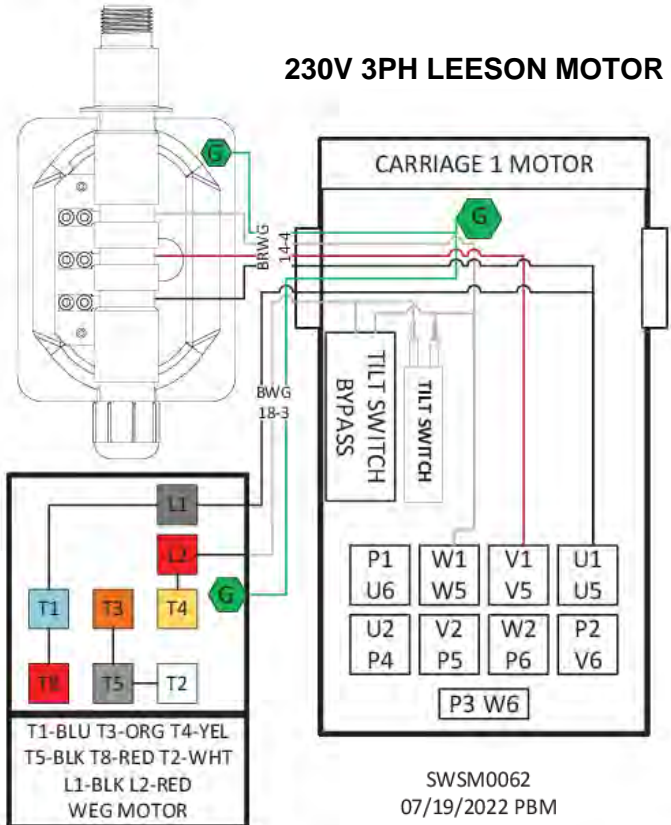 230V 3PH LEESON MOTOR
G
CARRIAGE 1 MOTOR
G
BRWG
14-4
BWG
18-3
TILT SWITCH
BYPASS
TILT SWITCH
L1
L2
T1
T3
T4
G
T8
T5
T2
P1
U6
W1
W5
V1
V5
U1
U5
U2
P4
V2
P5
W2
P6
P2
V6
P3 W6
T1-BLU T3-ORG T4-YEL
T5-BLK T8-RED T2-WHT
L1-BLK L2-RED
WEG MOTOR
SWSM0062
07/19/2022 PBM